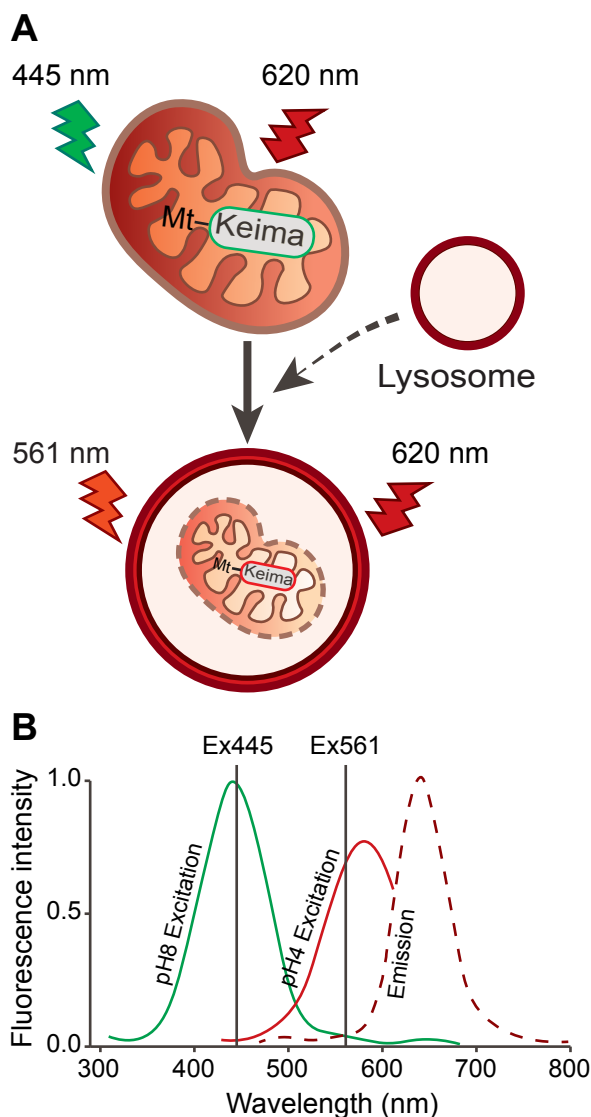 A
445 nm
620 nm
Mt–Keima
Lysosome
561 nm
620 nm
Mt–Keima
B
Ex445
Ex561
Fluorescence intensity
1.0
0.5
0.0
pH8 Excitation
pH4 Excitation
Emission
300
400
500
600
700
800
Wavelength (nm)